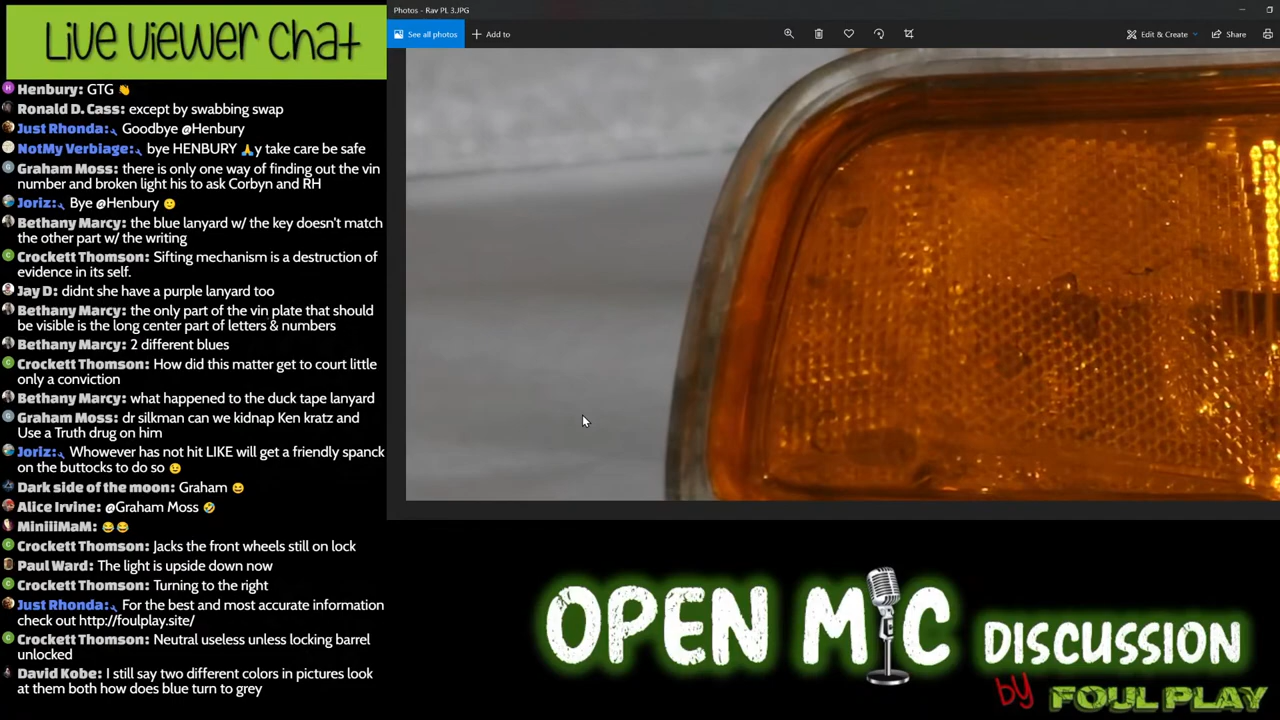 Live Viewer Chat
Henbury: GTG 👏
Ronald D. Cass: except by swabbing swap
Just Rhonda: Goodbye @Henbury
NotMy Verbiage: bye HENBURY 🙏y take care be safe
Graham Moss: there is only one way of finding out the vin
number and broken light his to ask Corbyn and RH
Joriz: Bye @Henbury 🙂
Bethany Marcy: the blue lanyard w/ the key doesn't match
the other part w/ the writing
Crockett Thomson: Sifting mechanism is a destruction of
evidence in its self.
Jay D: didnt she have a purple lanyard too
Bethany Marcy: the only part of the vin plate that should
be visible is the long center part of letters & numbers
Bethany Marcy: 2 different blues
Crockett Thomson: How did this matter get to court little
only a conviction
Bethany Marcy: what happened to the duck tape lanyard
Graham Moss: dr silkman can we kidnap Ken kratz and
Use a Truth drug on him
Joriz: Whowever has not hit LIKE will get a friendly spanck
on the buttocks to do so 😉
Dark side of the moon: Graham 😄
Alice Irvine: @Graham Moss 🤣
MiniiiMaM: 😂😂
Crockett Thomson: Jacks the front wheels still on lock
Paul Ward: The light is upside down now
Crockett Thomson: Turning to the right
Just Rhonda: For the best and most accurate information
check out http://foulplay.site/
Crockett Thomson: Neutral useless unless locking barrel
unlocked
David Kobe: I still say two different colors in pictures look
at them both how does blue turn to grey
Photos - Rav PL 3.JPG
See all photos
Add to
Edit & Create
Share
OPEN MIC
DISCUSSION
by FOUL PLAY